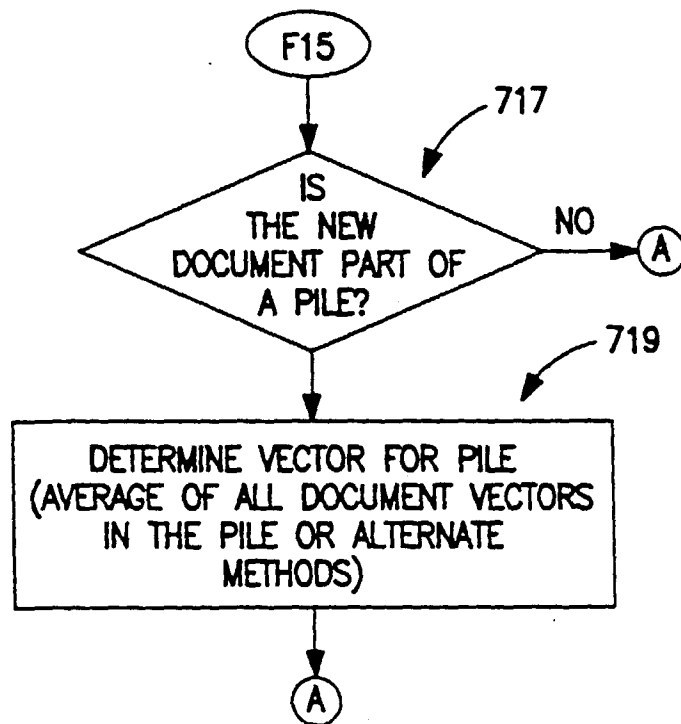 F15
717
IS
THE NEW
DOCUMENT PART OF
A PILE?
NO
A
719
DETERMINE VECTOR FOR PILE
(AVERAGE OF ALL DOCUMENT VECTORS
IN THE PILE OR ALTERNATE
METHODS)
A